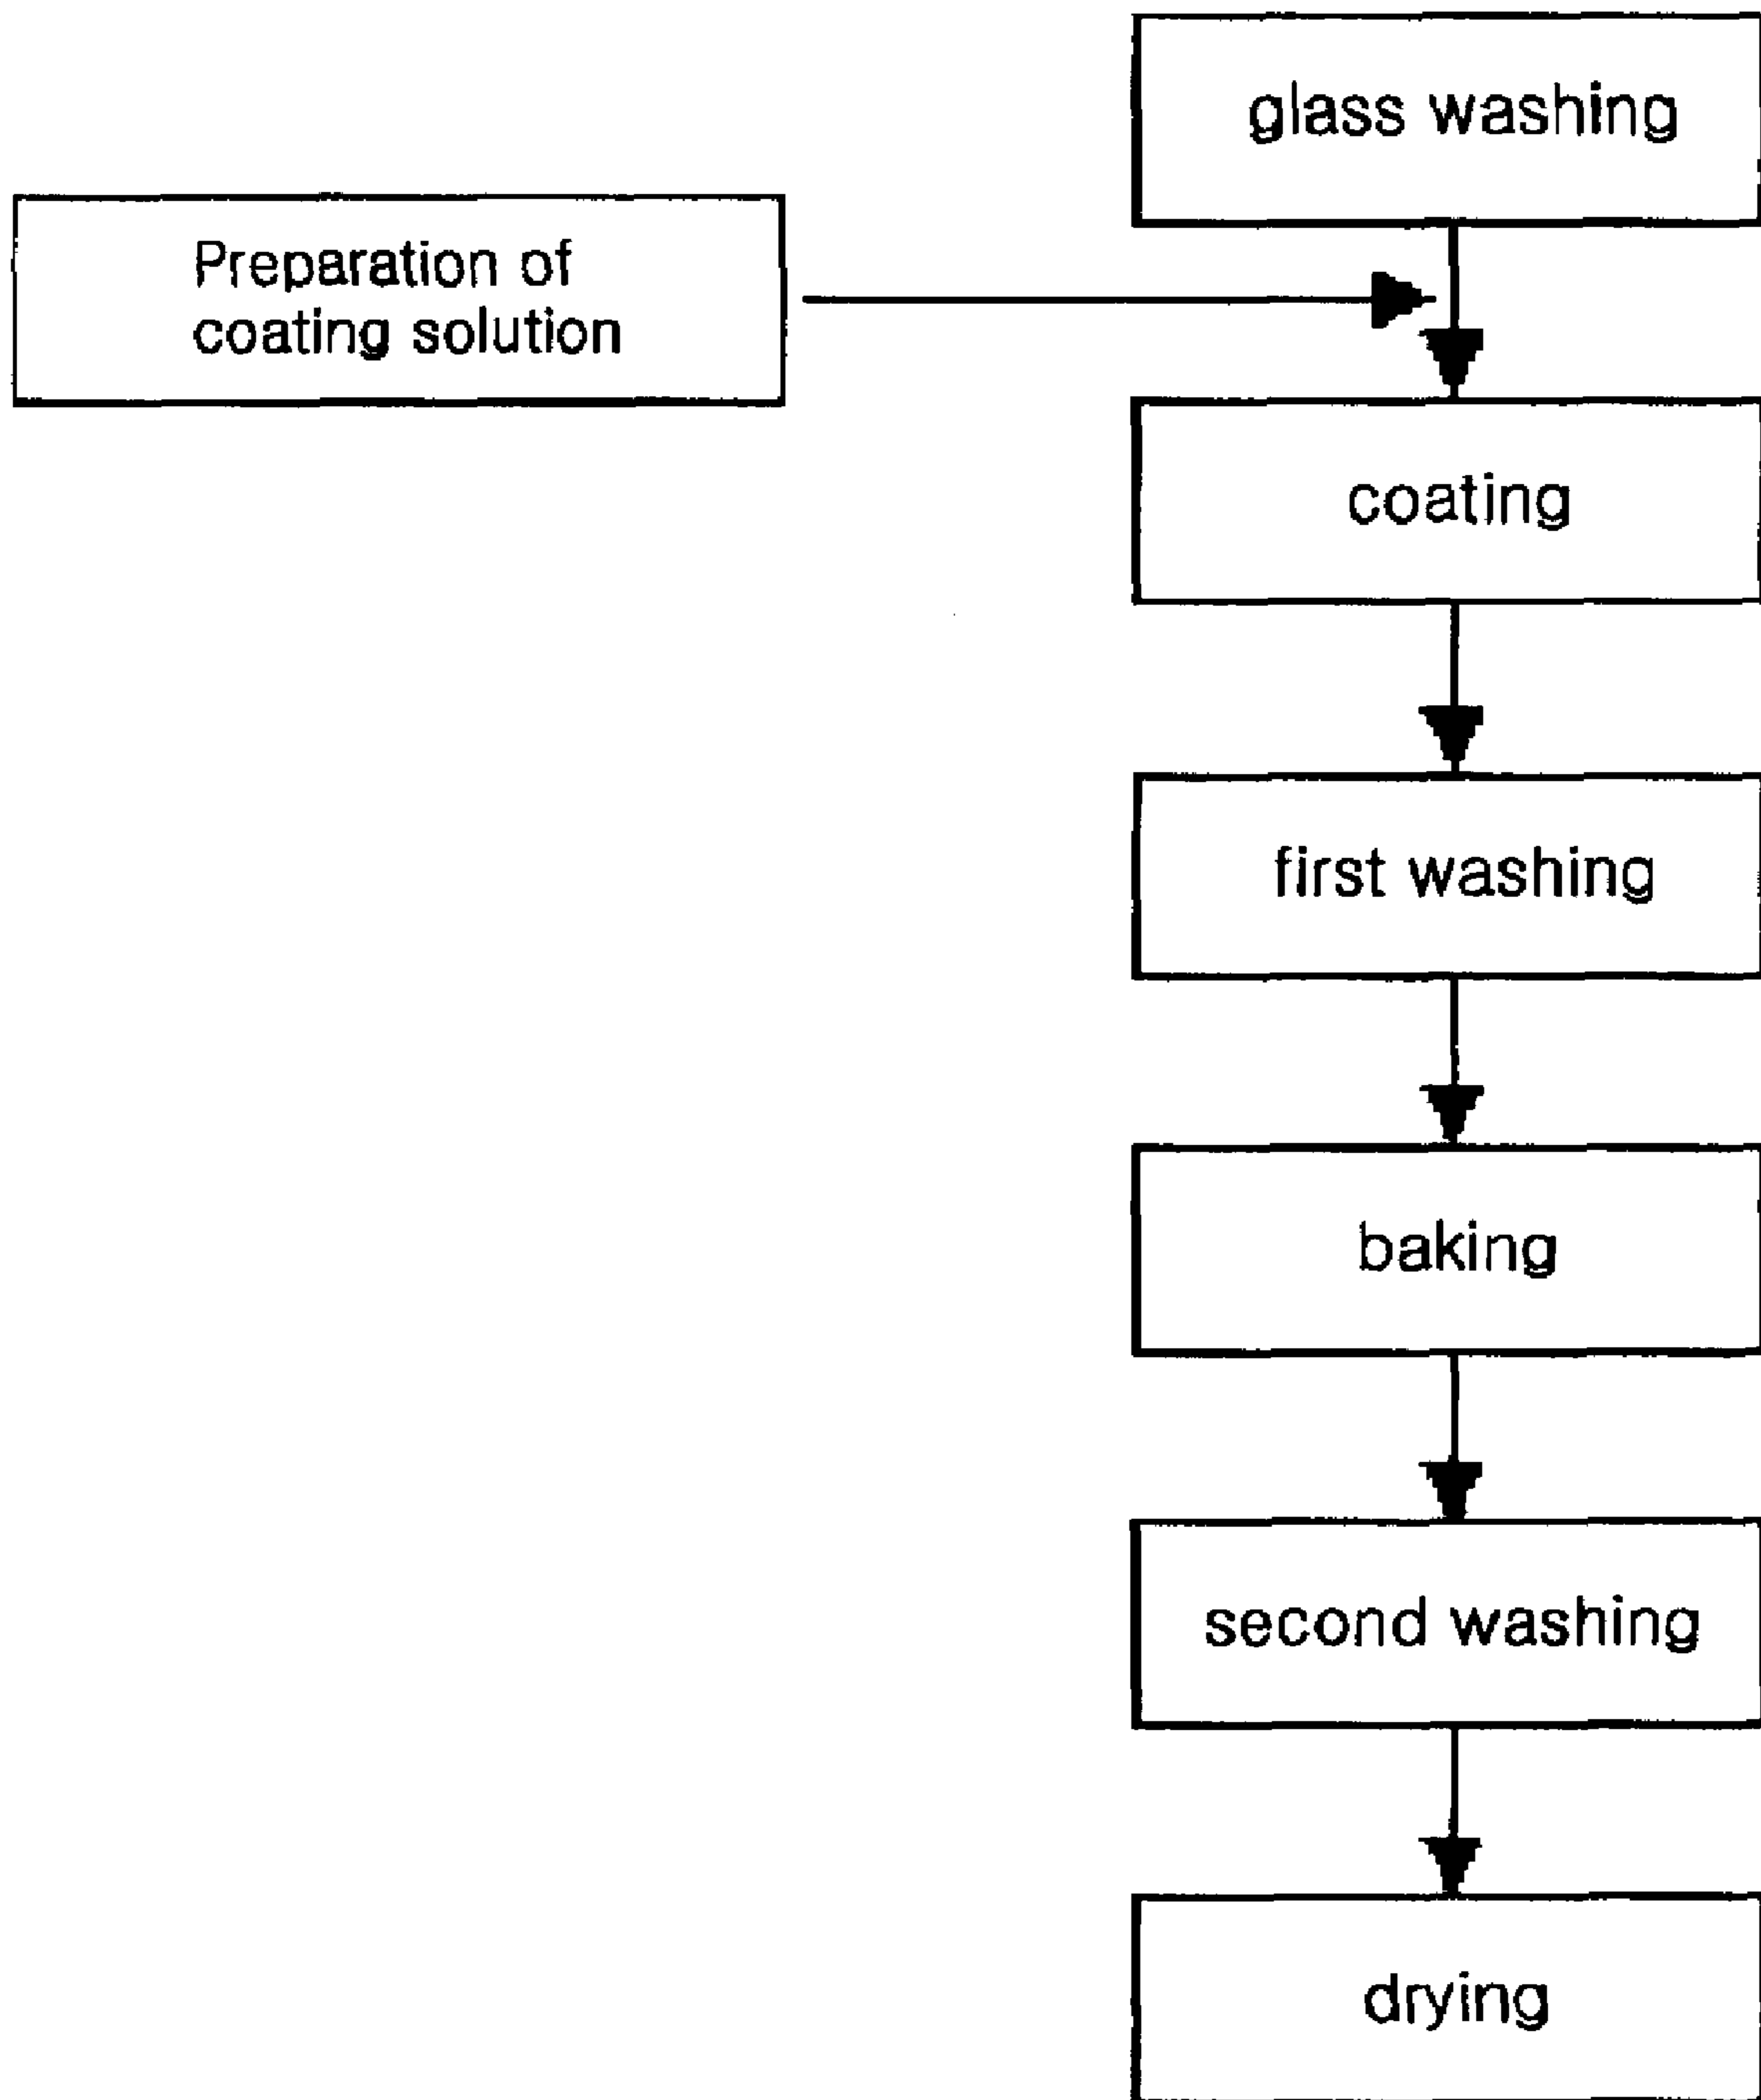 glass washing
Preparation of
coating solution
coating
first washing
baking
second washing
drying